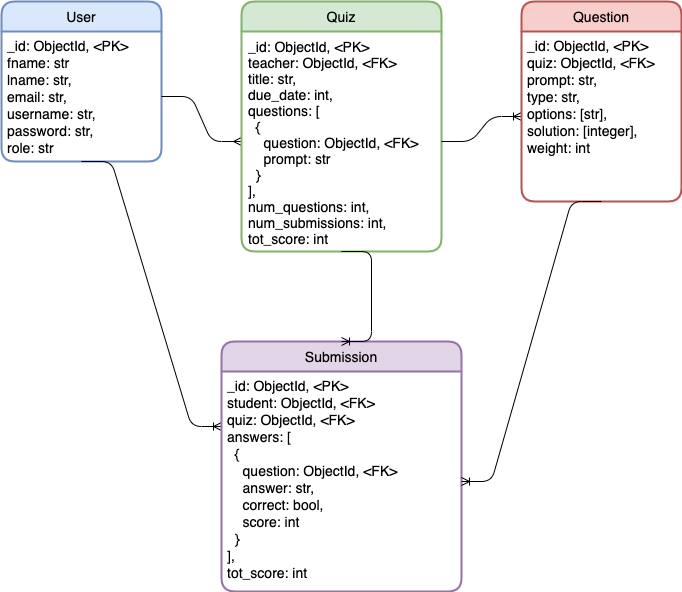 User
_id: ObjectId, <PK>
fname: str
lname: str,
email: str,
username: str,
password: str,
role: str
Quiz
_id: ObjectId, <PK>
teacher: ObjectId, <FK>
title: str,
due_date: int,
questions: [
{
question: ObjectId, <FK>
prompt: str
}
],
num_questions: int,
num_submissions: int,
tot_score: int
Question
_id: ObjectId, <PK>
quiz: ObjectId, <FK>
prompt: str,
type: str,
options: [str],
solution: [integer],
weight: int
Submission
_id: ObjectId, <PK>
student: ObjectId, <FK>
quiz: ObjectId, <FK>
answers: [
{
question: ObjectId, <FK>
answer: str,
correct: bool,
score: int
}
],
tot_score: int